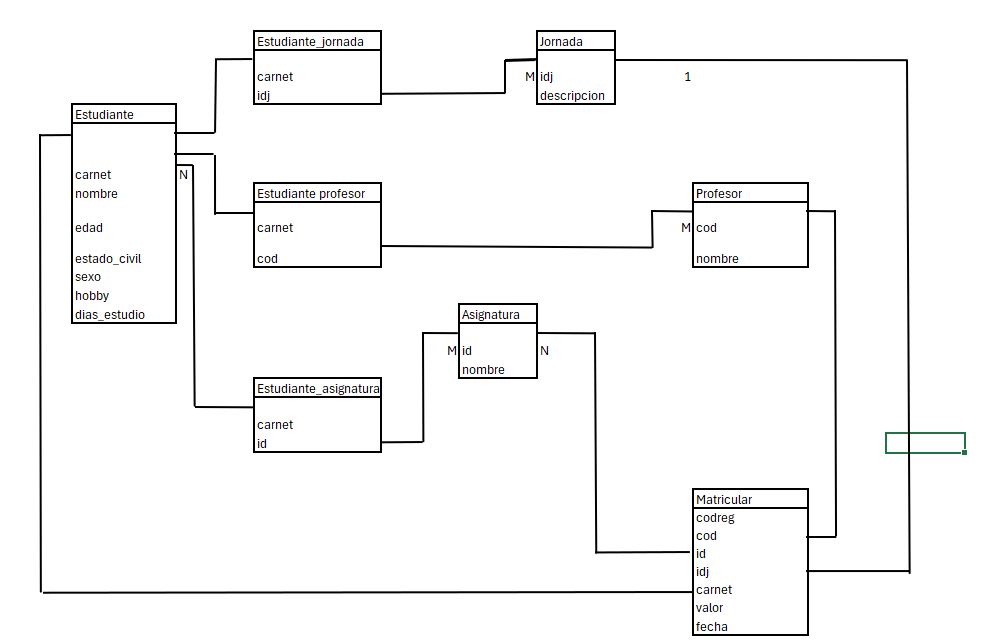 Estudiante_jornada
carnet
idj
Jornada
M idj
descripcion
1
Estudiante
carnet
N
nombre
edad
estado_civil
sexo
hobby
dias_estudio
Estudiante profesor
carnet
cod
Profesor
M cod
nombre
Asignatura
M id
N
nombre
Estudiante_asignatura
carnet
id
Matricular
codreg
cod
id
idj
carnet
valor
fecha